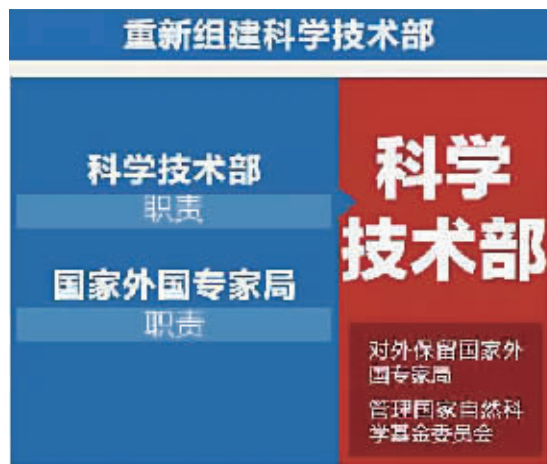 重新组建科学技术部
科学技术部
职责
国家外国专家局
职责
科学
技术部
对外保留国家外
国专家局
管理国家自然科
学基金委员会